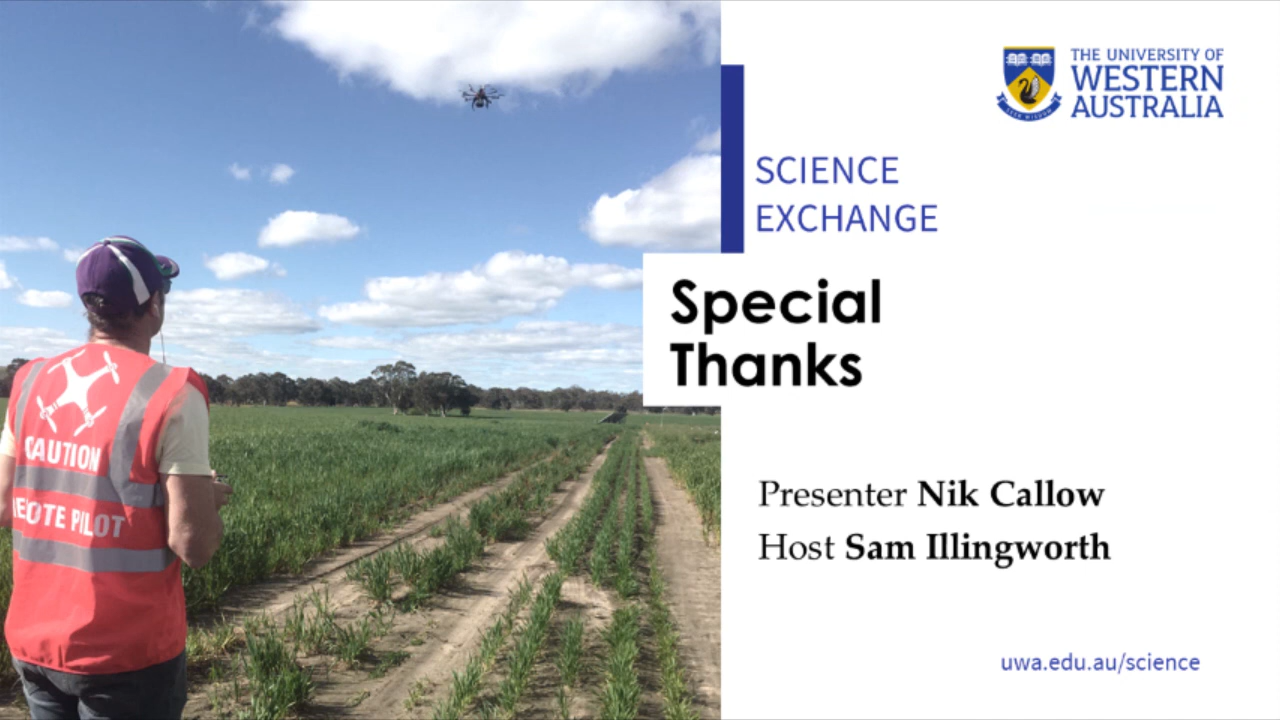 THE UNIVERSITY OF
WESTERN
AUSTRALIA
SCIENCE
EXCHANGE
Special
Thanks
CAUTION
EMOTE PILOT
Presenter Nik Callow
Host Sam Illingworth
uwa.edu.au/science